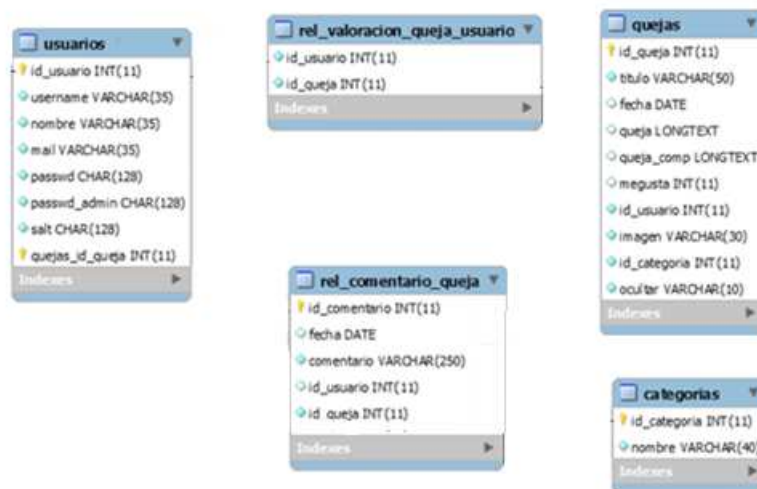 usuarios
id_usuario INT(11)
username VARCHAR(35)
nombre VARCHAR(35)
mail VARCHAR(35)
passwd CHAR(128)
passwd_admin CHAR(128)
salt CHAR(128)
quejas_id_queja INT(11)
Indexes
rel_valoracion_queja_usuario
id_usuario INT(11)
id_queja INT(11)
Indexes
rel_comentario_queja
id_comentario INT(11)
fecha DATE
comentario VARCHAR(250)
id_usuario INT(11)
id_queja INT(11)
Indexes
quejas
id_queja INT(11)
titulo VARCHAR(50)
fecha DATE
queja LONGTEXT
queja_comp LONGTEXT
megusta INT(11)
id_usuario INT(11)
imagen VARCHAR(30)
id_categoria INT(11)
ocultar VARCHAR(10)
Indexes
categorias
id_categoria INT(11)
nombre VARCHAR(40)
Indexes